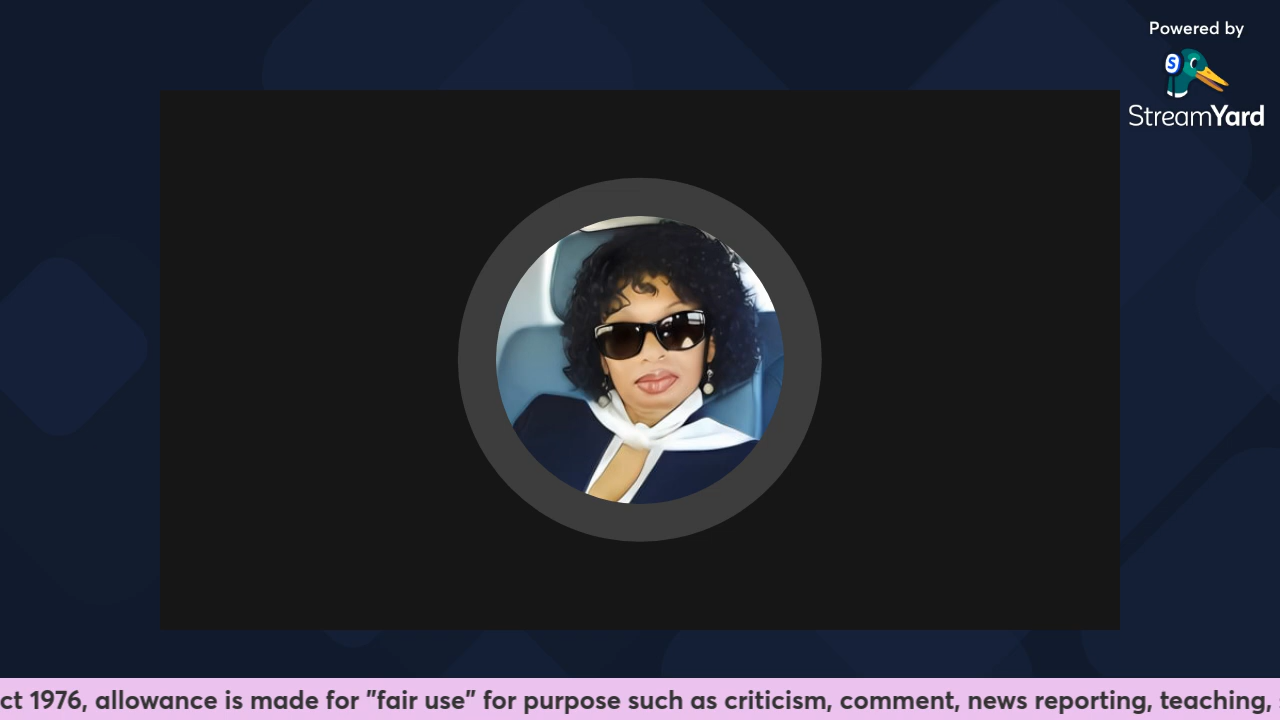 Powered by
S
StreamYard
ct 1976, allowance is made for "fair use" for purpose such as criticism, comment, news reporting, teaching,